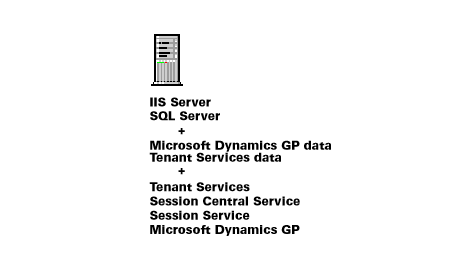 IIS Server
SQL Server
+
Microsoft Dynamics GP data
Tenant Services data
+
Tenant Services
Session Central Service
Session Service
Microsoft Dynamics GP